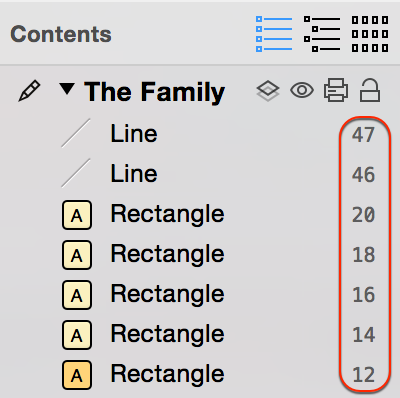 Contents
The Family
Line 47
Line 46
A Rectangle 20
A Rectangle 18
A Rectangle 16
A Rectangle 14
A Rectangle 12